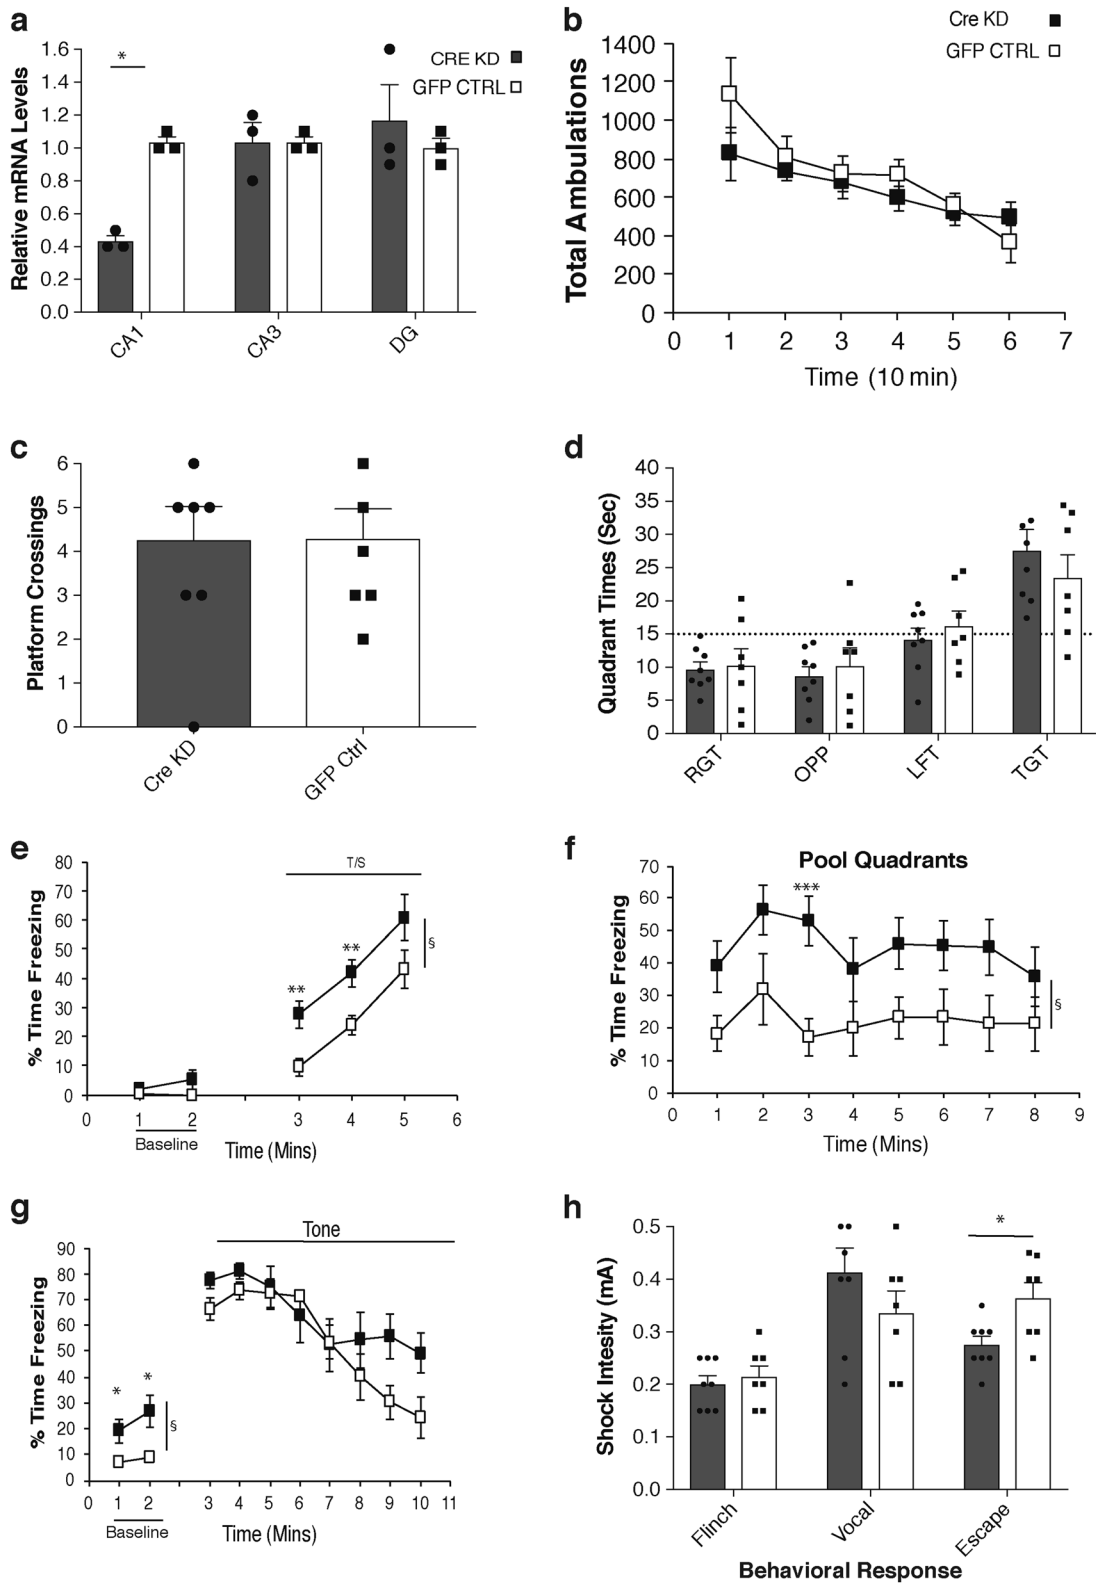 a
Relative mRNA Levels
1.6
1.4
1.2
1.0
0.8
0.6
0.4
0.2
0.0
*
CRE KD
GFP CTRL
CA1
CA3
DG
b
Total Ambulations
1400
1200
1000
800
600
400
200
0
Cre KD
GFP CTRL
0 1 2 3 4 5 6 7
Time (10 min)
c
Platform Crossings
6
5
4
3
2
1
0
Cre KD
GFP Ctrl
d
Quadrant Times (Sec)
40
35
30
25
20
15
10
5
0
RGT
OPP
LFT
TGT
e
% Time Freezing
80
70
60
50
40
30
20
10
0
T/S
**
**
§
0 1 2 3 4 5 6
Baseline
Time (Mins)
f
Pool Quadrants
% Time Freezing
70
60
50
40
30
20
10
0
***
§
0 1 2 3 4 5 6 7 8 9
Time (Mins)
g
Tone
% Time Freezing
90
80
70
60
50
40
30
20
10
0
* *
§
0 1 2 3 4 5 6 7 8 9 10 11
Baseline
Time (Mins)
h
Shock Intesity (mA)
0.5
0.4
0.3
0.2
0.1
0.0
*
Flinch
Vocal
Escape
Behavioral Response